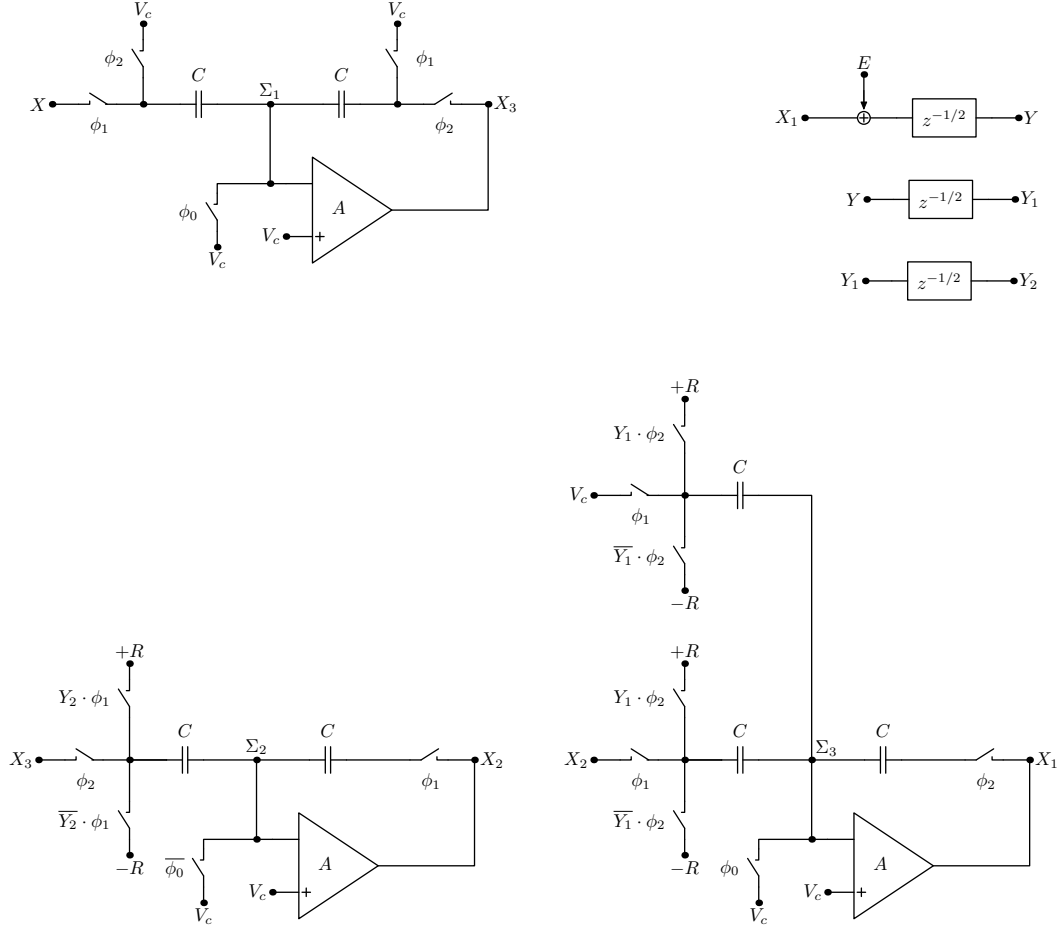 V_c
V_c
ϕ_2
ϕ_1
C
Σ_1
C
X
ϕ_1
ϕ_2
X_3
A
ϕ_0
V_c
+
V_c
E
X_1
+
z^{-1/2}
Y
Y
z^{-1/2}
Y_1
Y_1
z^{-1/2}
Y_2
+R
Y_1 · ϕ_2
C
V_c
ϕ_1
\overline{Y_1} · ϕ_2
−R
+R
Y_2 · ϕ_1
C
Σ_2
C
X_3
ϕ_2
ϕ_1
X_2
\overline{Y_2} · ϕ_1
−R
\overline{ϕ_0}
A
V_c
+
V_c
+R
Y_1 · ϕ_2
C
Σ_3
C
X_2
ϕ_1
ϕ_2
X_1
\overline{Y_1} · ϕ_2
−R
ϕ_0
A
V_c
+
V_c